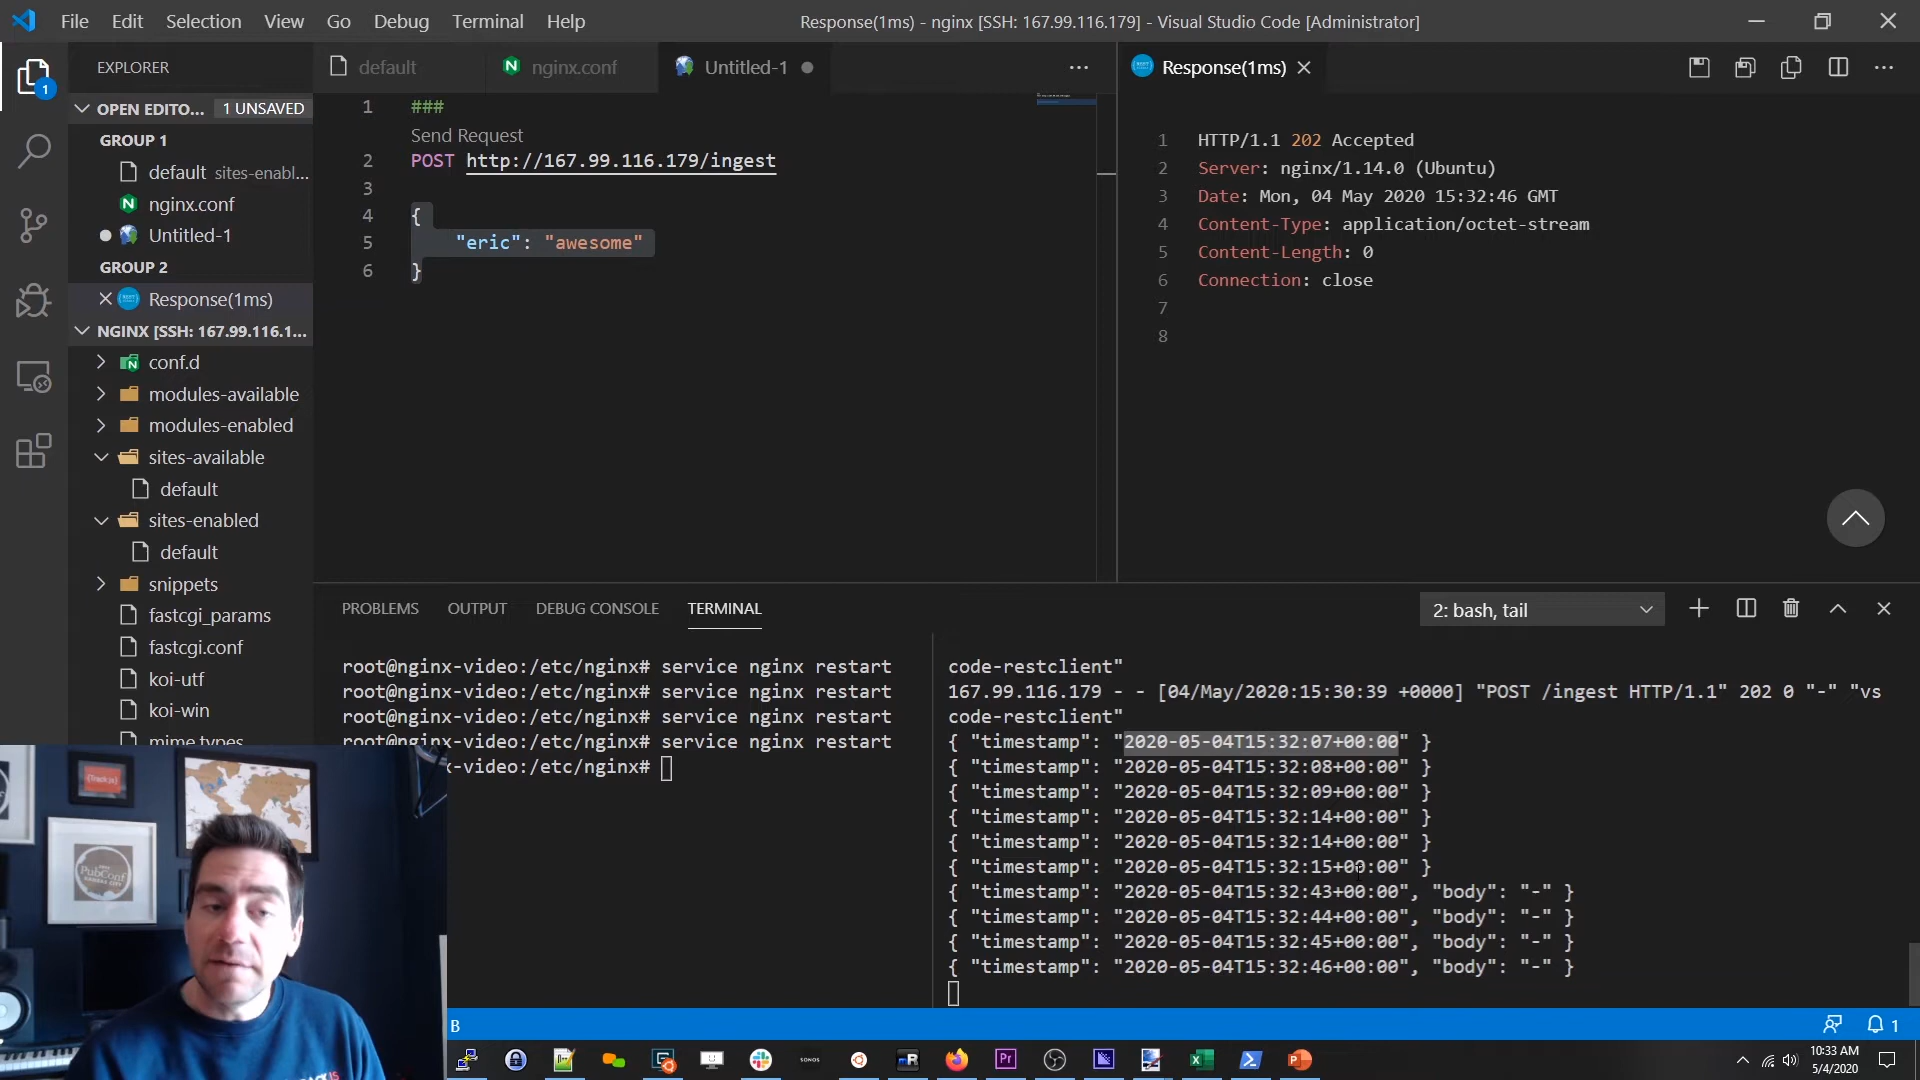 File Edit Selection View Go Debug Terminal Help
Response(1ms) - nginx [SSH: 167.99.116.179] - Visual Studio Code [Administrator]
EXPLORER
OPEN EDITO... 1 UNSAVED
GROUP 1
default sites-enabl...
nginx.conf
Untitled-1
GROUP 2
Response(1ms)
NGINX [SSH: 167.99.116.1...
conf.d
modules-available
modules-enabled
sites-available
default
sites-enabled
default
snippets
fastcgi_params
fastcgi.conf
koi-utf
koi-win
mime.types
1
default
nginx.conf
Untitled-1
1 ###
Send Request
2 POST http://167.99.116.179/ingest
3
4 {
5 "eric": "awesome"
6 }
Response(1ms)
1 HTTP/1.1 202 Accepted
2 Server: nginx/1.14.0 (Ubuntu)
3 Date: Mon, 04 May 2020 15:32:46 GMT
4 Content-Type: application/octet-stream
5 Content-Length: 0
6 Connection: close
7
8
PROBLEMS OUTPUT DEBUG CONSOLE TERMINAL
2: bash, tail
root@nginx-video:/etc/nginx# service nginx restart
root@nginx-video:/etc/nginx# service nginx restart
root@nginx-video:/etc/nginx# service nginx restart
root@nginx-video:/etc/nginx# service nginx restart
x-video:/etc/nginx#
code-restclient"
167.99.116.179 - - [04/May/2020:15:30:39 +0000] "POST /ingest HTTP/1.1" 202 0 "-" "vs
code-restclient"
{ "timestamp": "2020-05-04T15:32:07+00:00" }
{ "timestamp": "2020-05-04T15:32:08+00:00" }
{ "timestamp": "2020-05-04T15:32:09+00:00" }
{ "timestamp": "2020-05-04T15:32:14+00:00" }
{ "timestamp": "2020-05-04T15:32:14+00:00" }
{ "timestamp": "2020-05-04T15:32:15+00:00" }
{ "timestamp": "2020-05-04T15:32:43+00:00", "body": "-" }
{ "timestamp": "2020-05-04T15:32:44+00:00", "body": "-" }
{ "timestamp": "2020-05-04T15:32:45+00:00", "body": "-" }
{ "timestamp": "2020-05-04T15:32:46+00:00", "body": "-" }
PubConf
B
1
SONOS
Pr
10:33 AM
5/4/2020